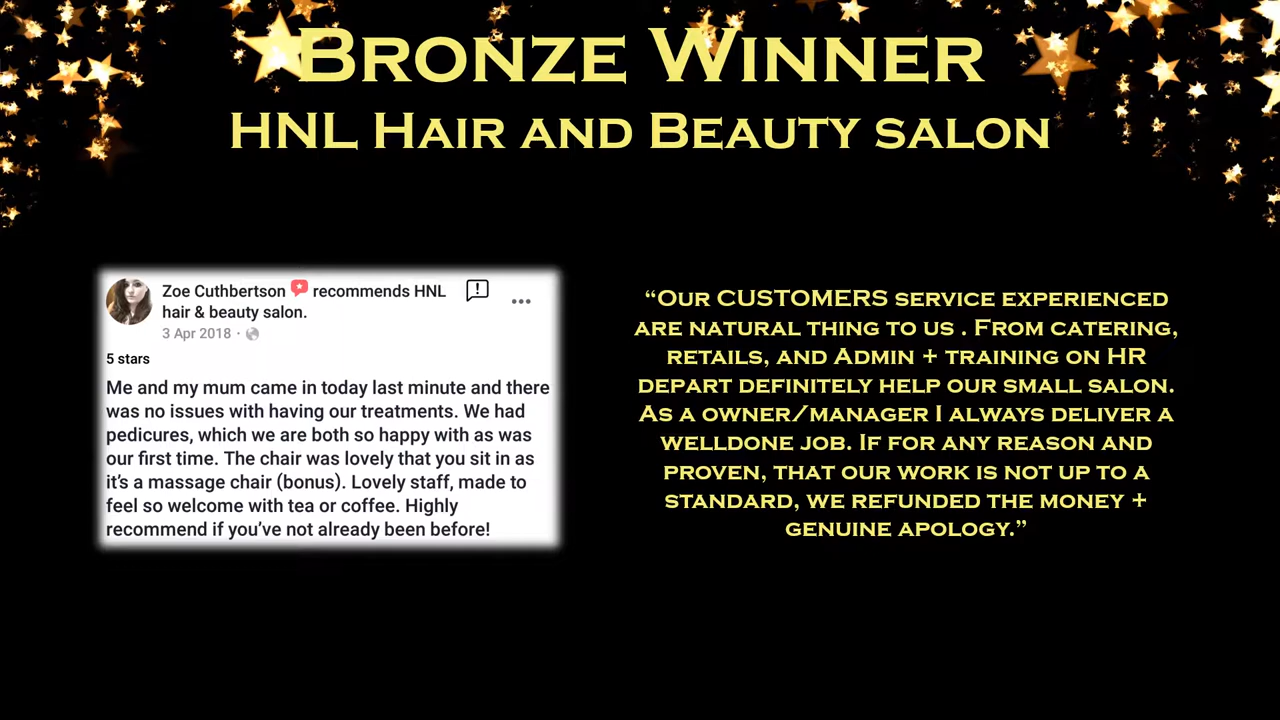 Bronze Winner
HNL Hair and Beauty salon
Zoe Cuthbertson recommends HNL
hair & beauty salon.
3 Apr 2018 ·
5 stars
Me and my mum came in today last minute and there
was no issues with having our treatments. We had
pedicures, which we are both so happy with as was
our first time. The chair was lovely that you sit in as
it’s a massage chair (bonus). Lovely staff, made to
feel so welcome with tea or coffee. Highly
recommend if you’ve not already been before!
“Our CUSTOMERS service experienced
are natural thing to us . From catering,
retails, and Admin + training on HR
depart definitely help our small salon.
As a owner/manager I always deliver a
welldone job. If for any reason and
proven, that our work is not up to a
standard, we refunded the money +
genuine apology.”